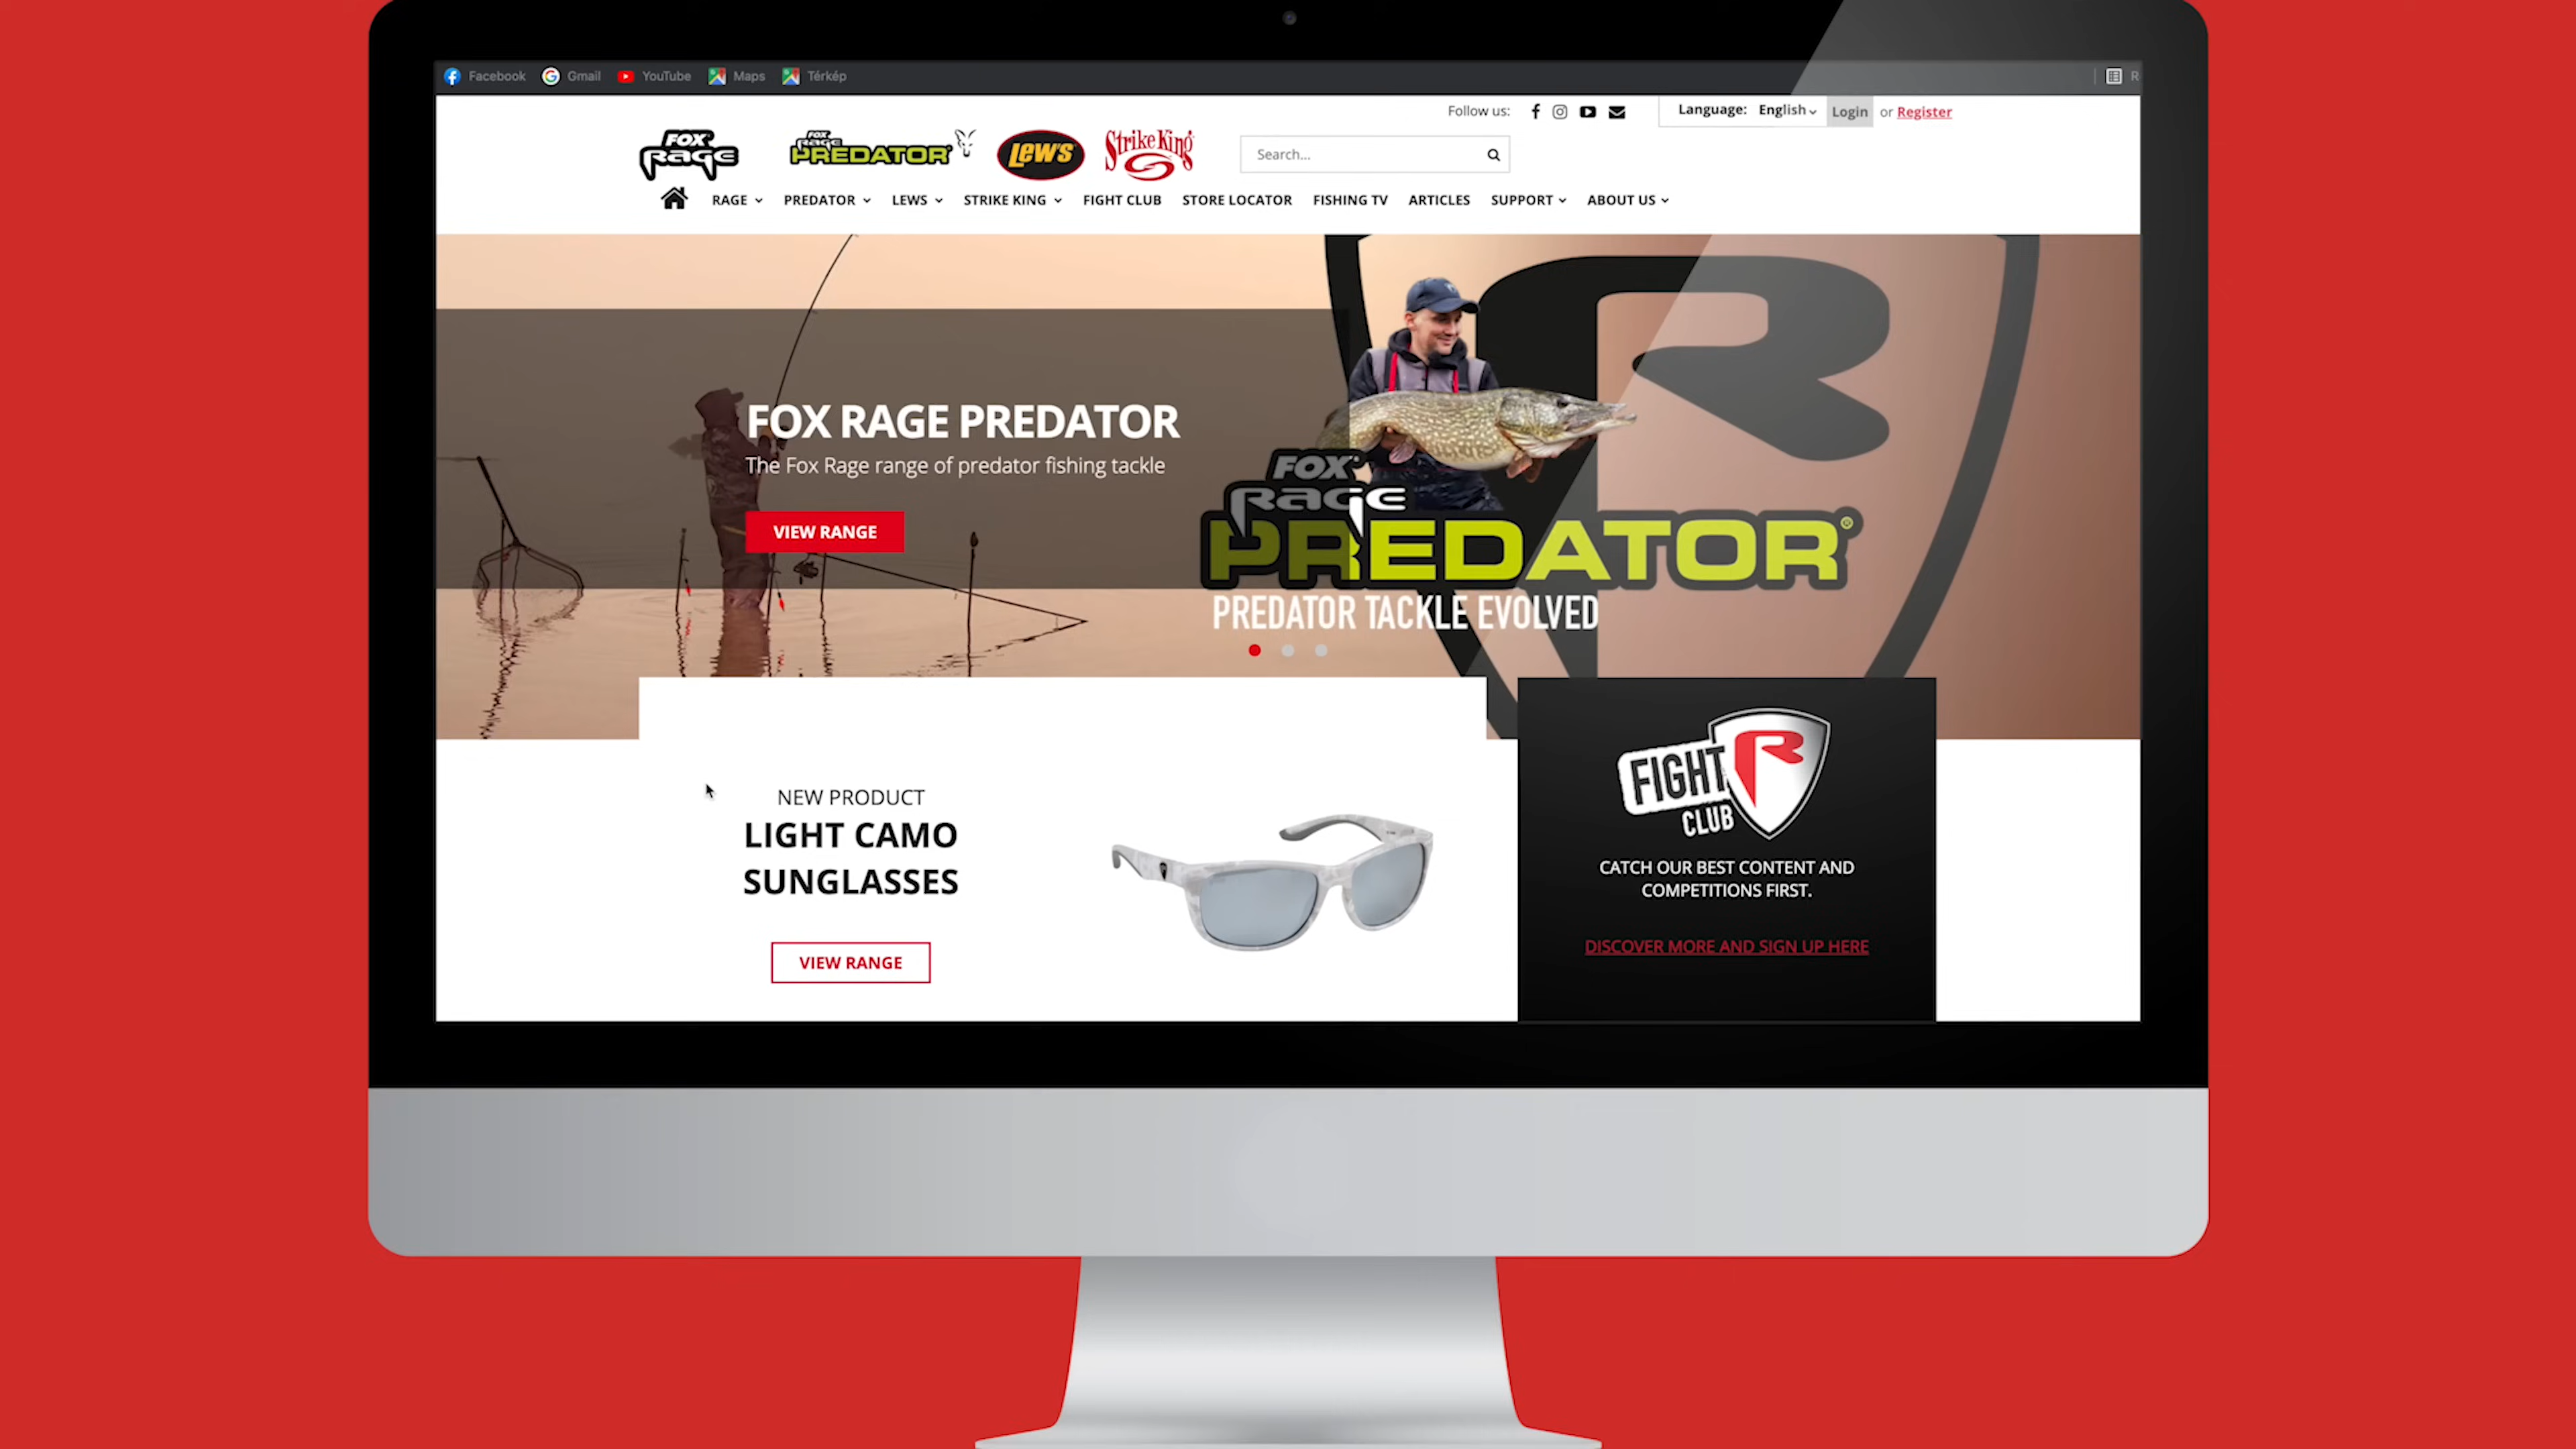 Facebook Gmail YouTube Maps Térkép R
Follow us: Language: English Login or Register
FOX RAGE FOX RAGE PREDATOR LEW'S Strike King Search...
RAGE PREDATOR LEWS STRIKE KING FIGHT CLUB STORE LOCATOR FISHING TV ARTICLES SUPPORT ABOUT US
FOX RAGE PREDATOR
The Fox Rage range of predator fishing tackle
VIEW RANGE
FOX
RAGE
PREDATOR®
PREDATOR TACKLE EVOLVED
NEW PRODUCT
LIGHT CAMO
SUNGLASSES
VIEW RANGE
FIGHT R
CLUB
CATCH OUR BEST CONTENT AND
COMPETITIONS FIRST.
DISCOVER MORE AND SIGN UP HERE